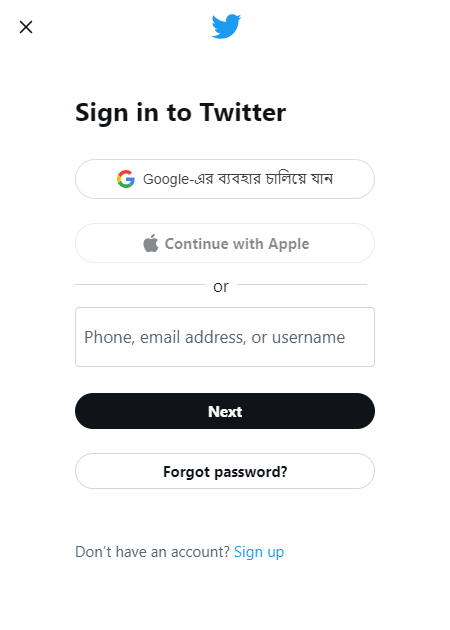 Sign in to Twitter
Google-এর ব্যবহার চালিয়ে যান
Continue with Apple
or
Phone, email address, or username
Next
Forgot password?
Don't have an account? Sign up